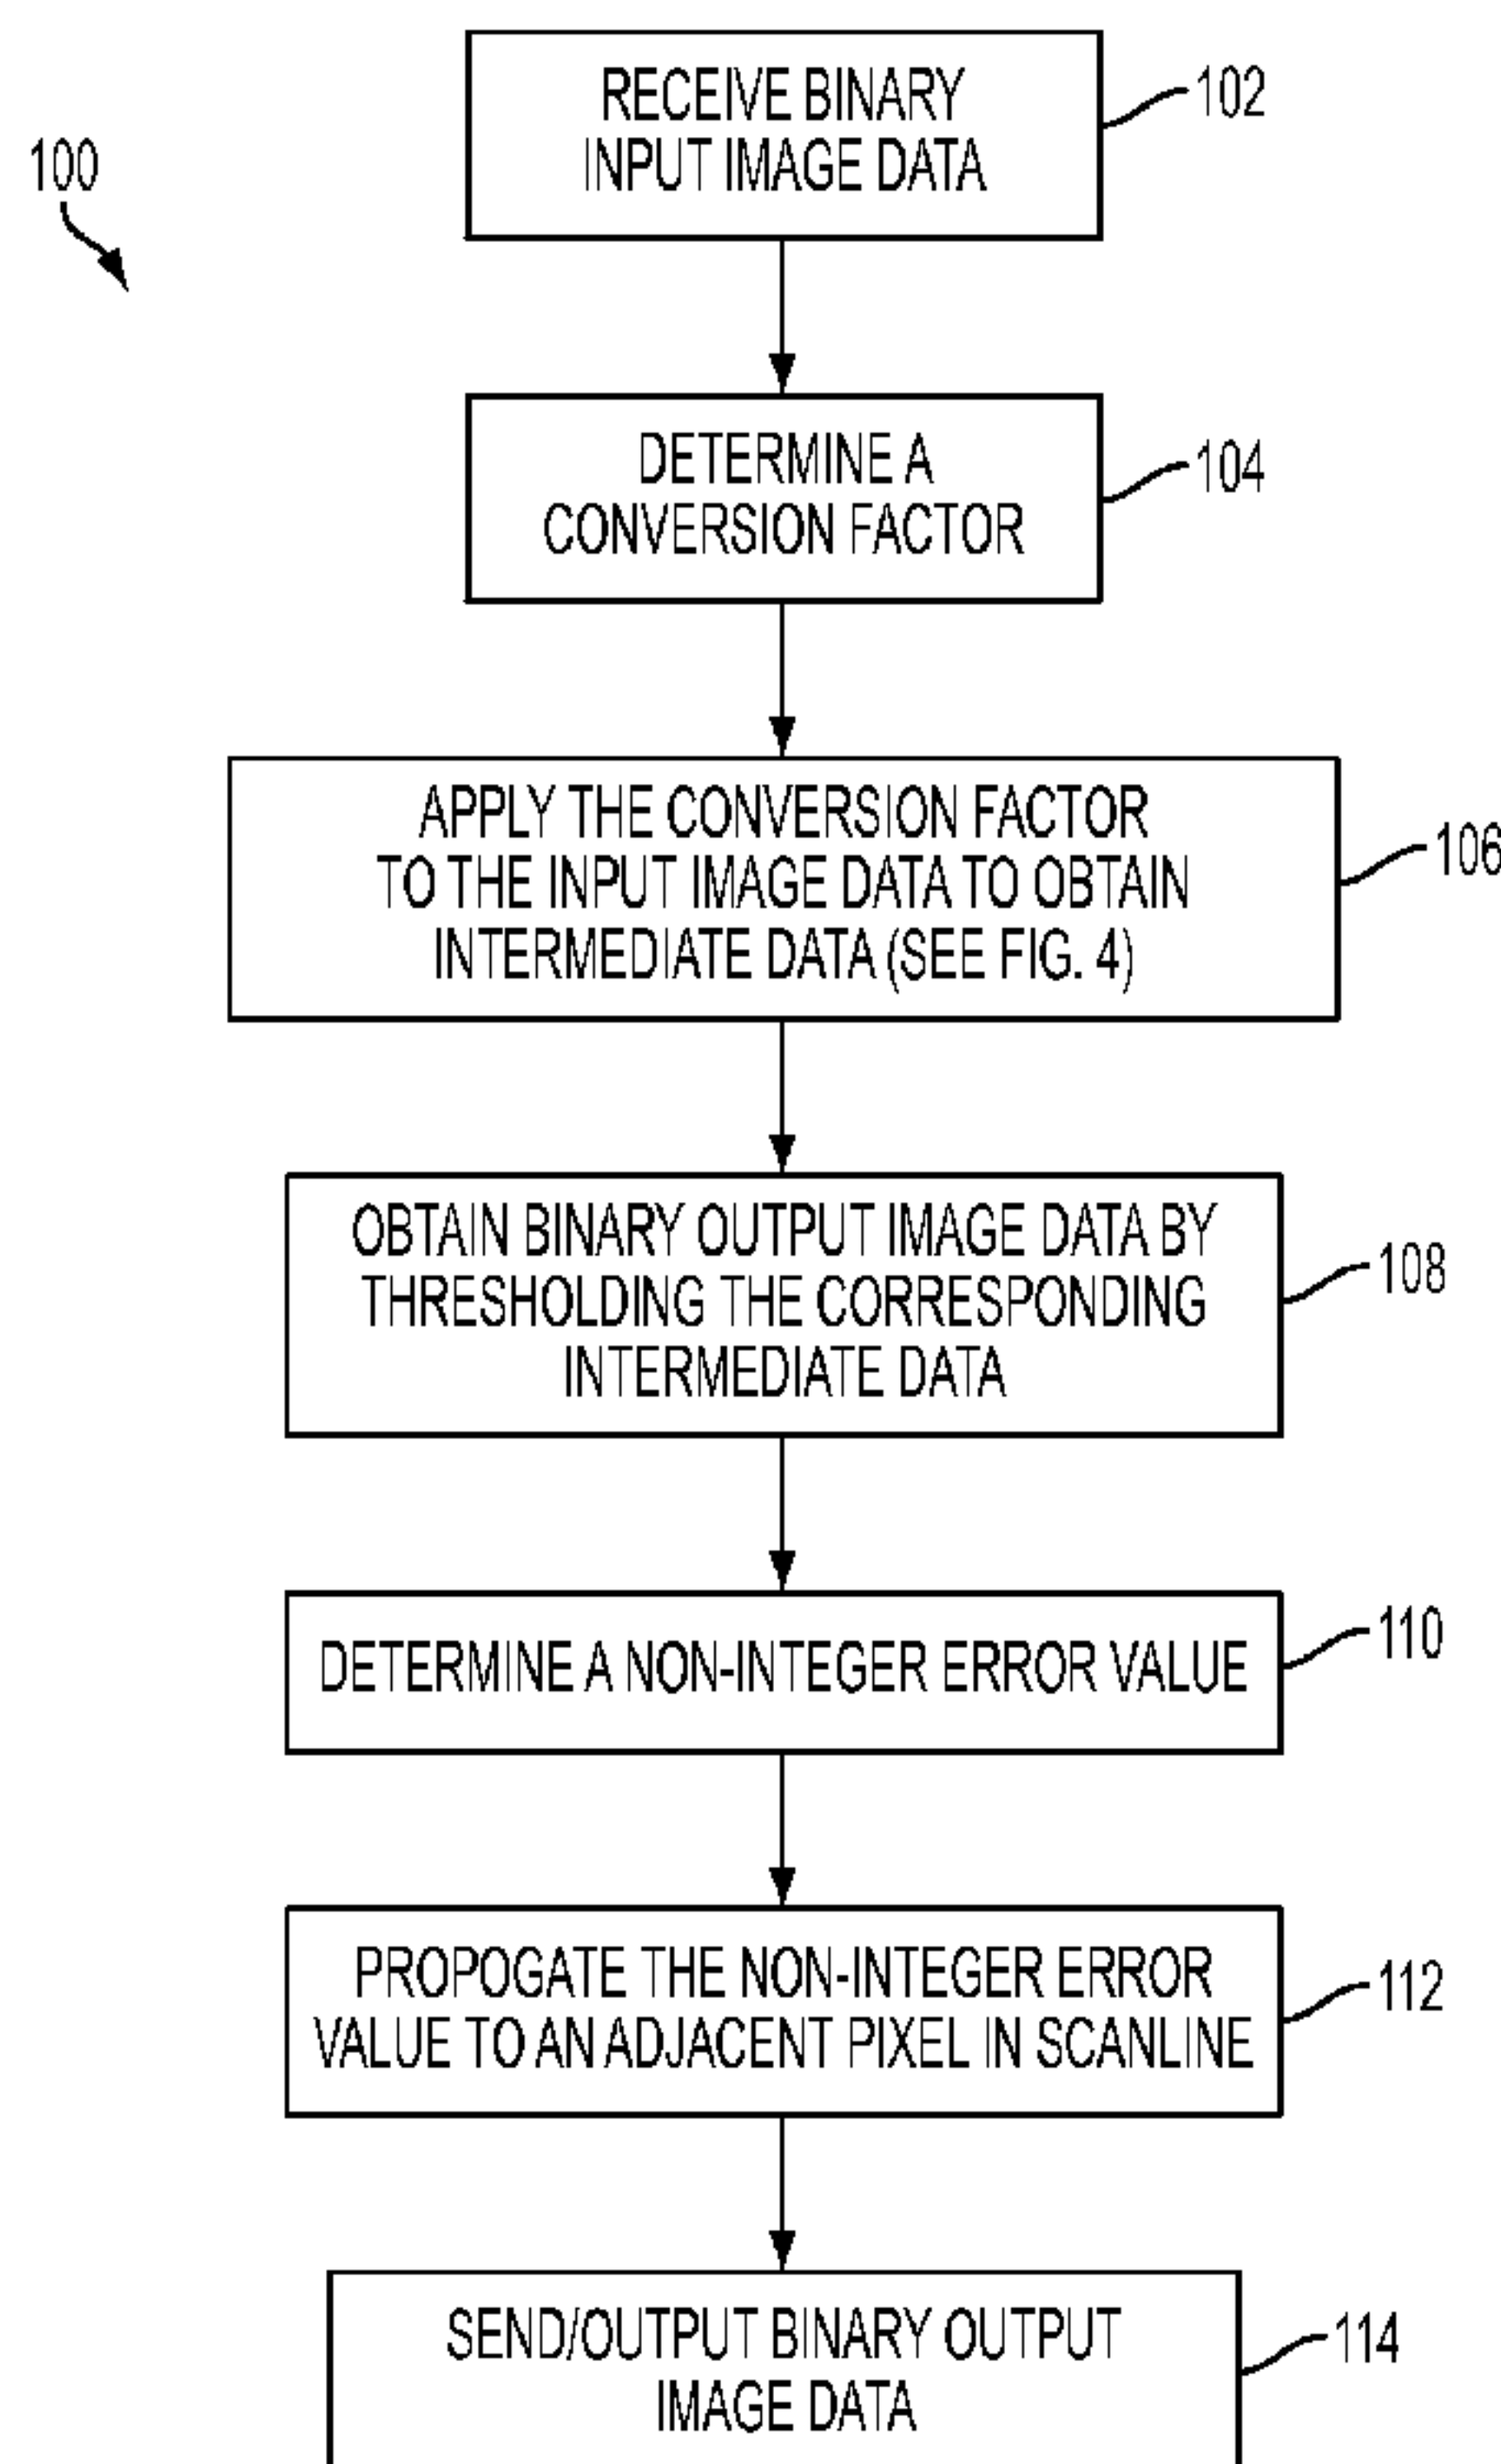 100
RECEIVE BINARY
INPUT IMAGE DATA
102
DETERMINE A
CONVERSION FACTOR
104
APPLY THE CONVERSION FACTOR
TO THE INPUT IMAGE DATA TO OBTAIN
INTERMEDIATE DATA (SEE FIG. 4)
106
OBTAIN BINARY OUTPUT IMAGE DATA BY
THRESHOLDING THE CORRESPONDING
INTERMEDIATE DATA
108
DETERMINE A NON-INTEGER ERROR VALUE
110
PROPOGATE THE NON-INTEGER ERROR
VALUE TO AN ADJACENT PIXEL IN SCANLINE
112
SEND/OUTPUT BINARY OUTPUT
IMAGE DATA
114